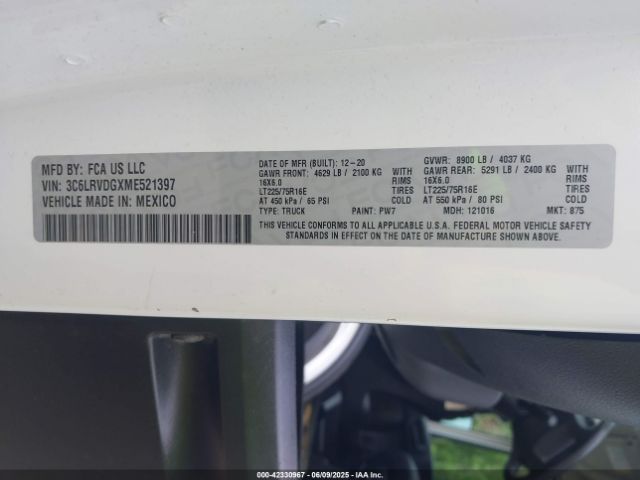 MFD BY: FCA US LLC
VIN: 3C6LRVDGXME521397
VEHICLE MADE IN: MEXICO
DATE OF MFR (BUILT): 12-20 GVWR: 8900 LB / 4037 KG
GAWR FRONT: 4629 LB / 2100 KG WITH GAWR REAR: 5291 LB / 2400 KG WITH
16X6.0 RIMS 16X6.0 RIMS
LT225/75R16E TIRES LT225/75R16E TIRES
AT 450 kPa / 65 PSI COLD AT 550 kPa / 80 PSI COLD
TYPE: TRUCK PAINT: PW7 MDH: 121016 MKT: 875
THIS VEHICLE CONFORMS TO ALL APPLICABLE U.S.A. FEDERAL MOTOR VEHICLE SAFETY
STANDARDS IN EFFECT ON THE DATE OF MANUFACTURE SHOWN ABOVE
000-42330967 - 06/09/2025 - IAAI.COM